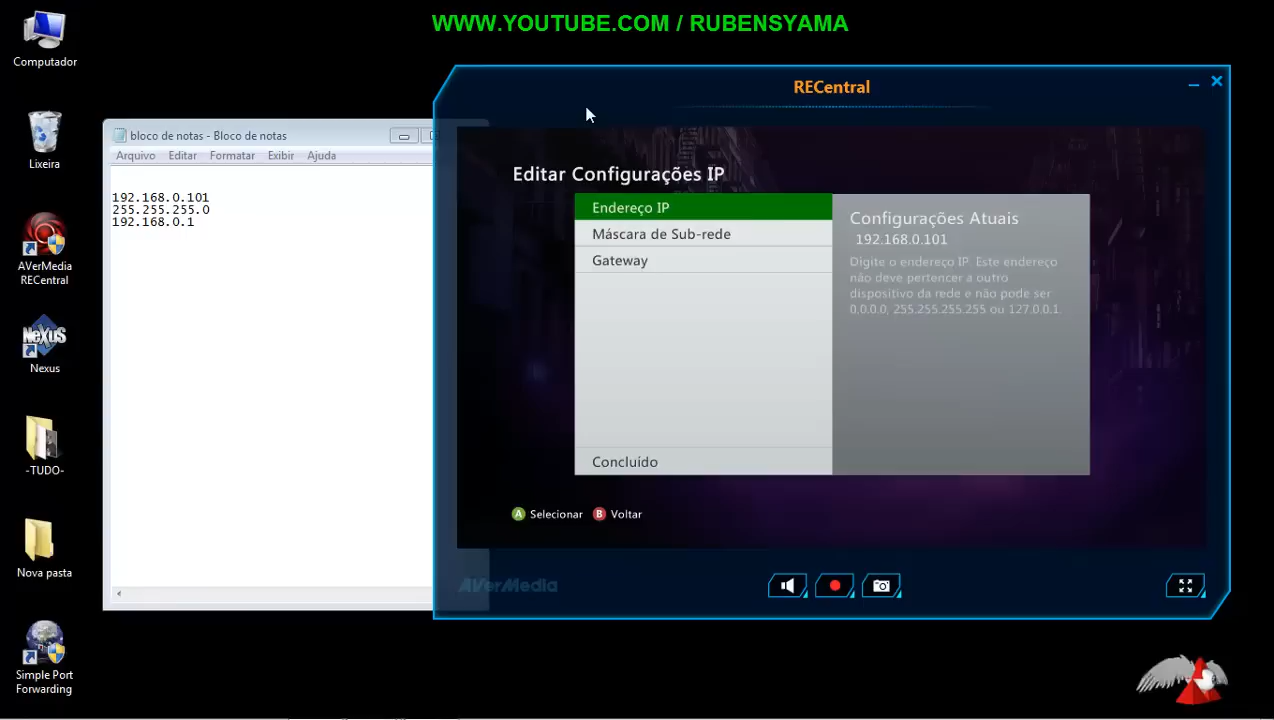 WWW.YOUTUBE.COM / RUBENSYAMA
Computador
Lixeira
AVerMedia
RECentral
NeXuS
Nexus
-TUDO-
Nova pasta
Simple Port
Forwarding
bloco de notas - Bloco de notas
Arquivo Editar Formatar Exibir Ajuda
192.168.0.101
255.255.255.0
192.168.0.1
RECentral
Editar Configurações IP
Endereço IP
Máscara de Sub-rede
Gateway
Concluído
Configurações Atuais
192.168.0.101
Digite o endereço IP. Este endereço
não deve pertencer a outro
dispositivo da rede e não pode ser
0.0.0.0, 255.255.255.255 ou 127.0.0.1.
A Selecionar B Voltar
AVerMedia